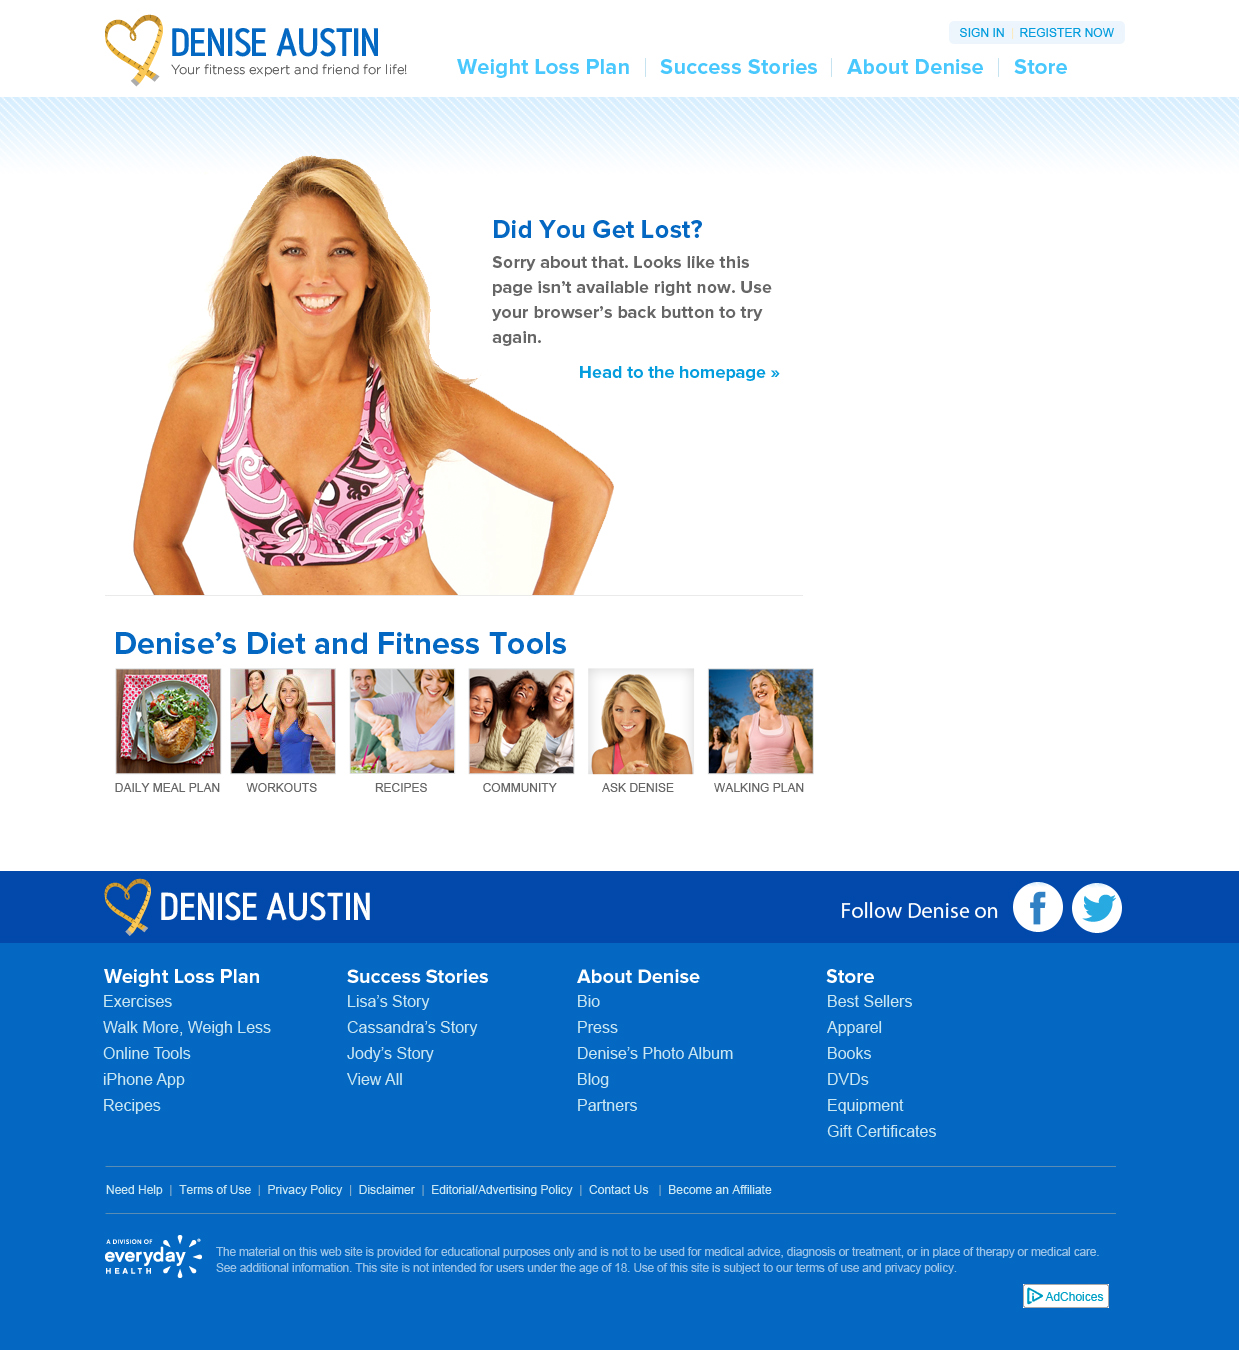 DENISE AUSTIN
Your fitness expert and friend for life!
SIGN IN | REGISTER NOW
Weight Loss Plan | Success Stories | About Denise | Store
Did You Get Lost?
Sorry about that. Looks like this
page isn't available right now. Use
your browser's back button to try
again.
Head to the homepage »
Denise's Diet and Fitness Tools
DAILY MEAL PLAN WORKOUTS RECIPES COMMUNITY ASK DENISE WALKING PLAN
DENISE AUSTIN
Follow Denise on
Weight Loss Plan
Exercises
Walk More, Weigh Less
Online Tools
iPhone App
Recipes
Success Stories
Lisa's Story
Cassandra's Story
Jody's Story
View All
About Denise
Bio
Press
Denise's Photo Album
Blog
Partners
Store
Best Sellers
Apparel
Books
DVDs
Equipment
Gift Certificates
Need Help | Terms of Use | Privacy Policy | Disclaimer | Editorial/Advertising Policy | Contact Us | Become an Affiliate
A DIVISION OF
everyday
HEALTH
The material on this web site is provided for educational purposes only and is not to be used for medical advice, diagnosis or treatment, or in place of therapy or medical care.
See additional information. This site is not intended for users under the age of 18. Use of this site is subject to our terms of use and privacy policy.
AdChoices